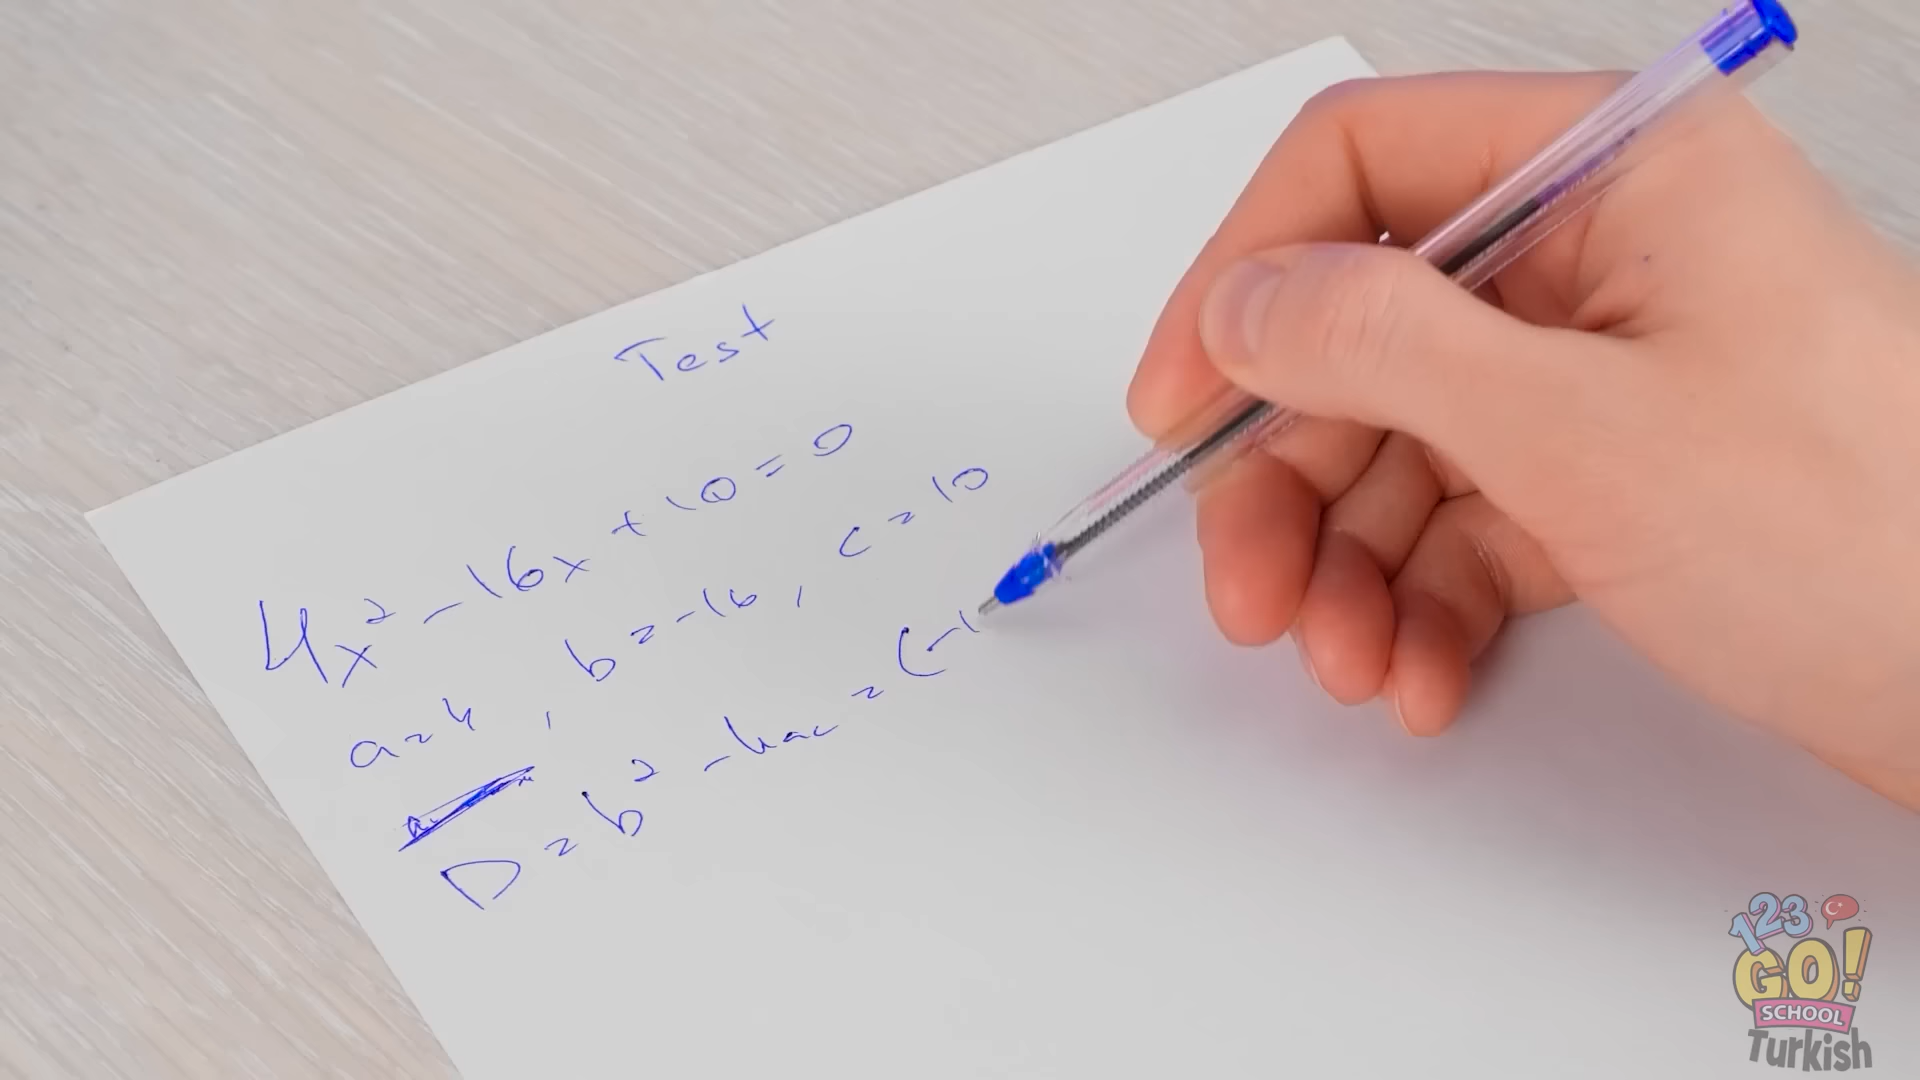 Test
4x² - 16x + 10 = 0
a = 4, b = -16, c = 10
D = b² - 4ac = (-1
123 GO!
SCHOOL
Turkish